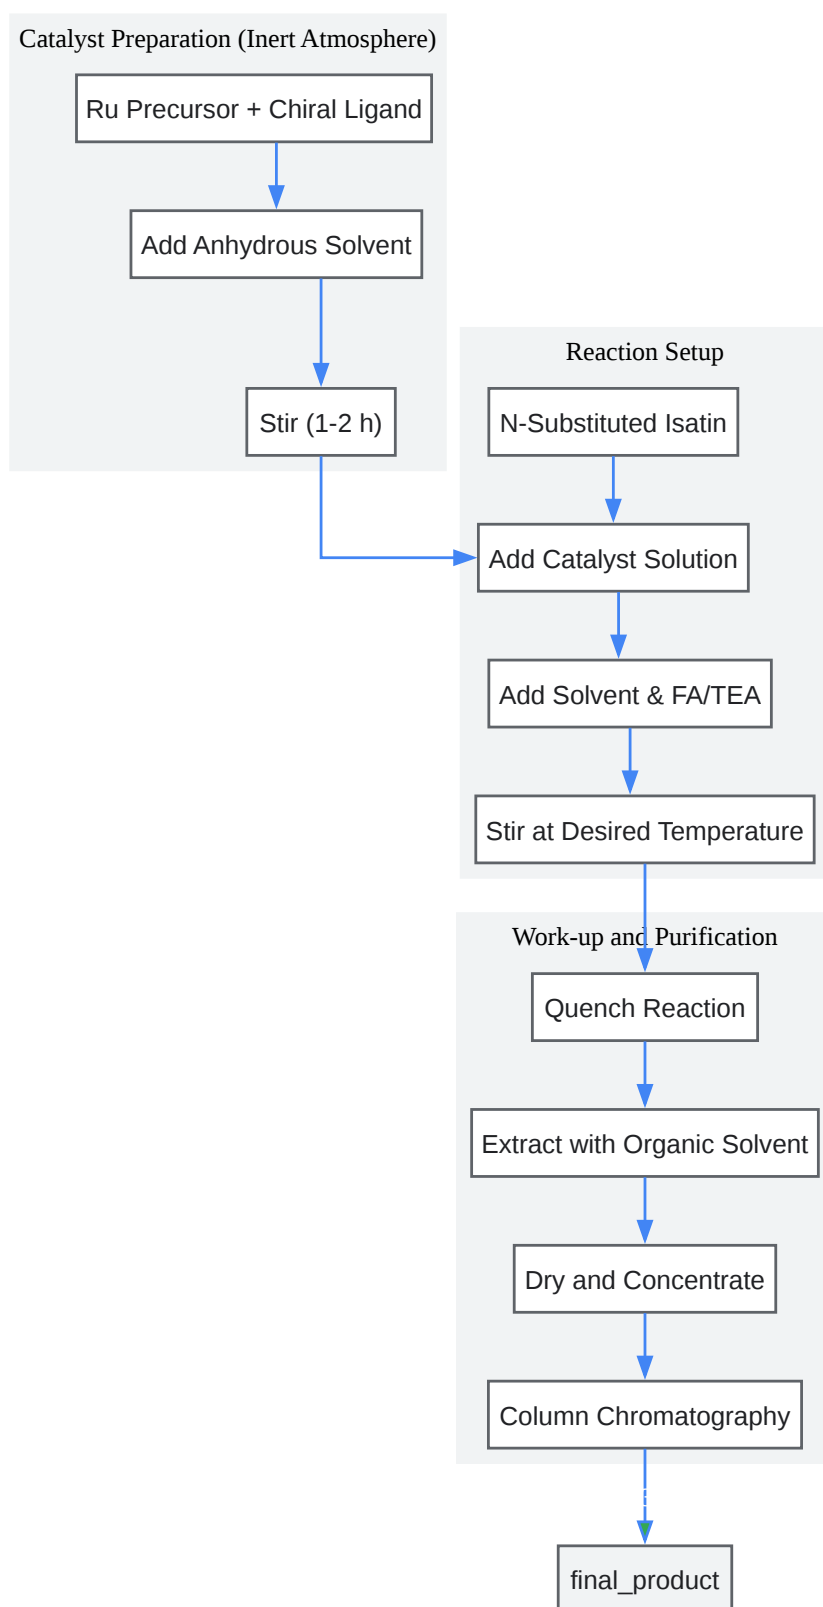 Catalyst Preparation (Inert Atmosphere)
Ru Precursor + Chiral Ligand
Add Anhydrous Solvent
Stir (1-2 h)
Reaction Setup
N-Substituted Isatin
Add Catalyst Solution
Add Solvent & FA/TEA
Stir at Desired Temperature
Work-up and Purification
Quench Reaction
Extract with Organic Solvent
Dry and Concentrate
Column Chromatography
final_product